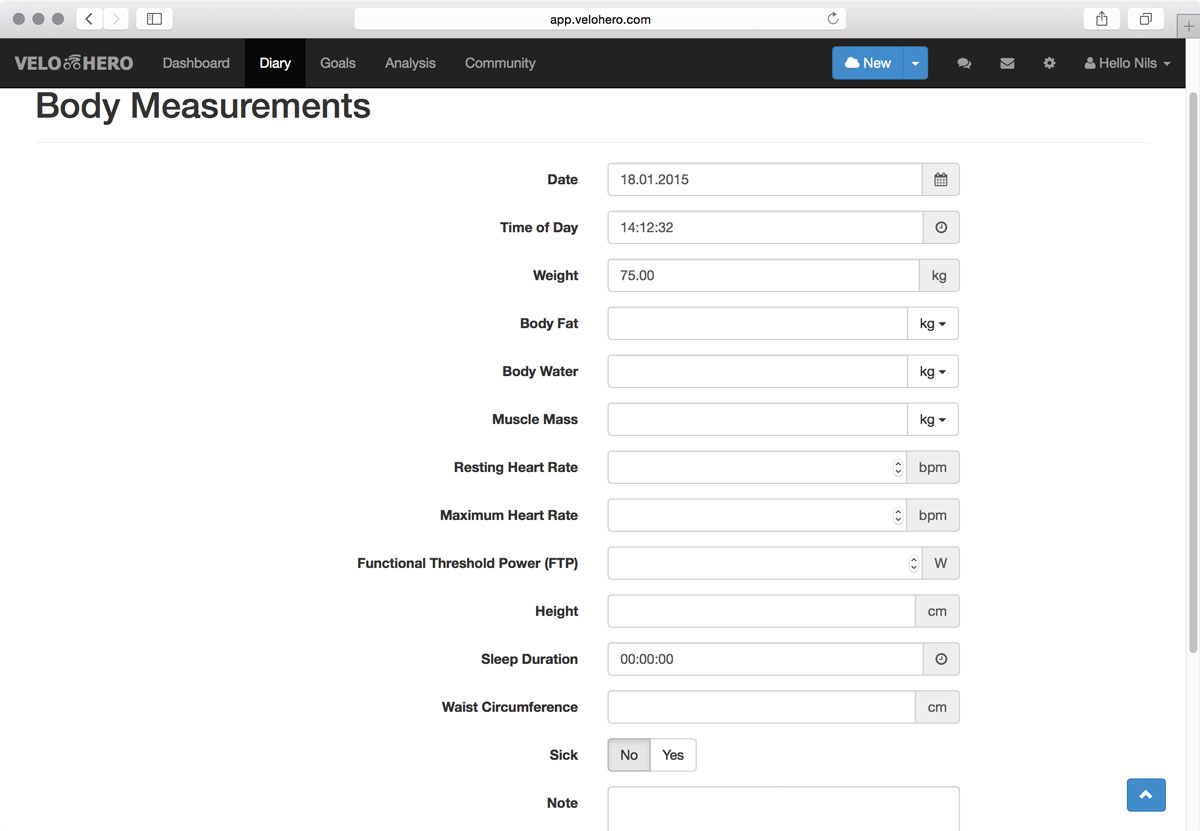 app.velohero.com
VELO HERO Dashboard Diary Goals Analysis Community New Hello Nils
Body Measurements
Date 18.01.2015
Time of Day 14:12:32
Weight 75.00 kg
Body Fat kg
Body Water kg
Muscle Mass kg
Resting Heart Rate bpm
Maximum Heart Rate bpm
Functional Threshold Power (FTP) W
Height cm
Sleep Duration 00:00:00
Waist Circumference cm
Sick No Yes
Note